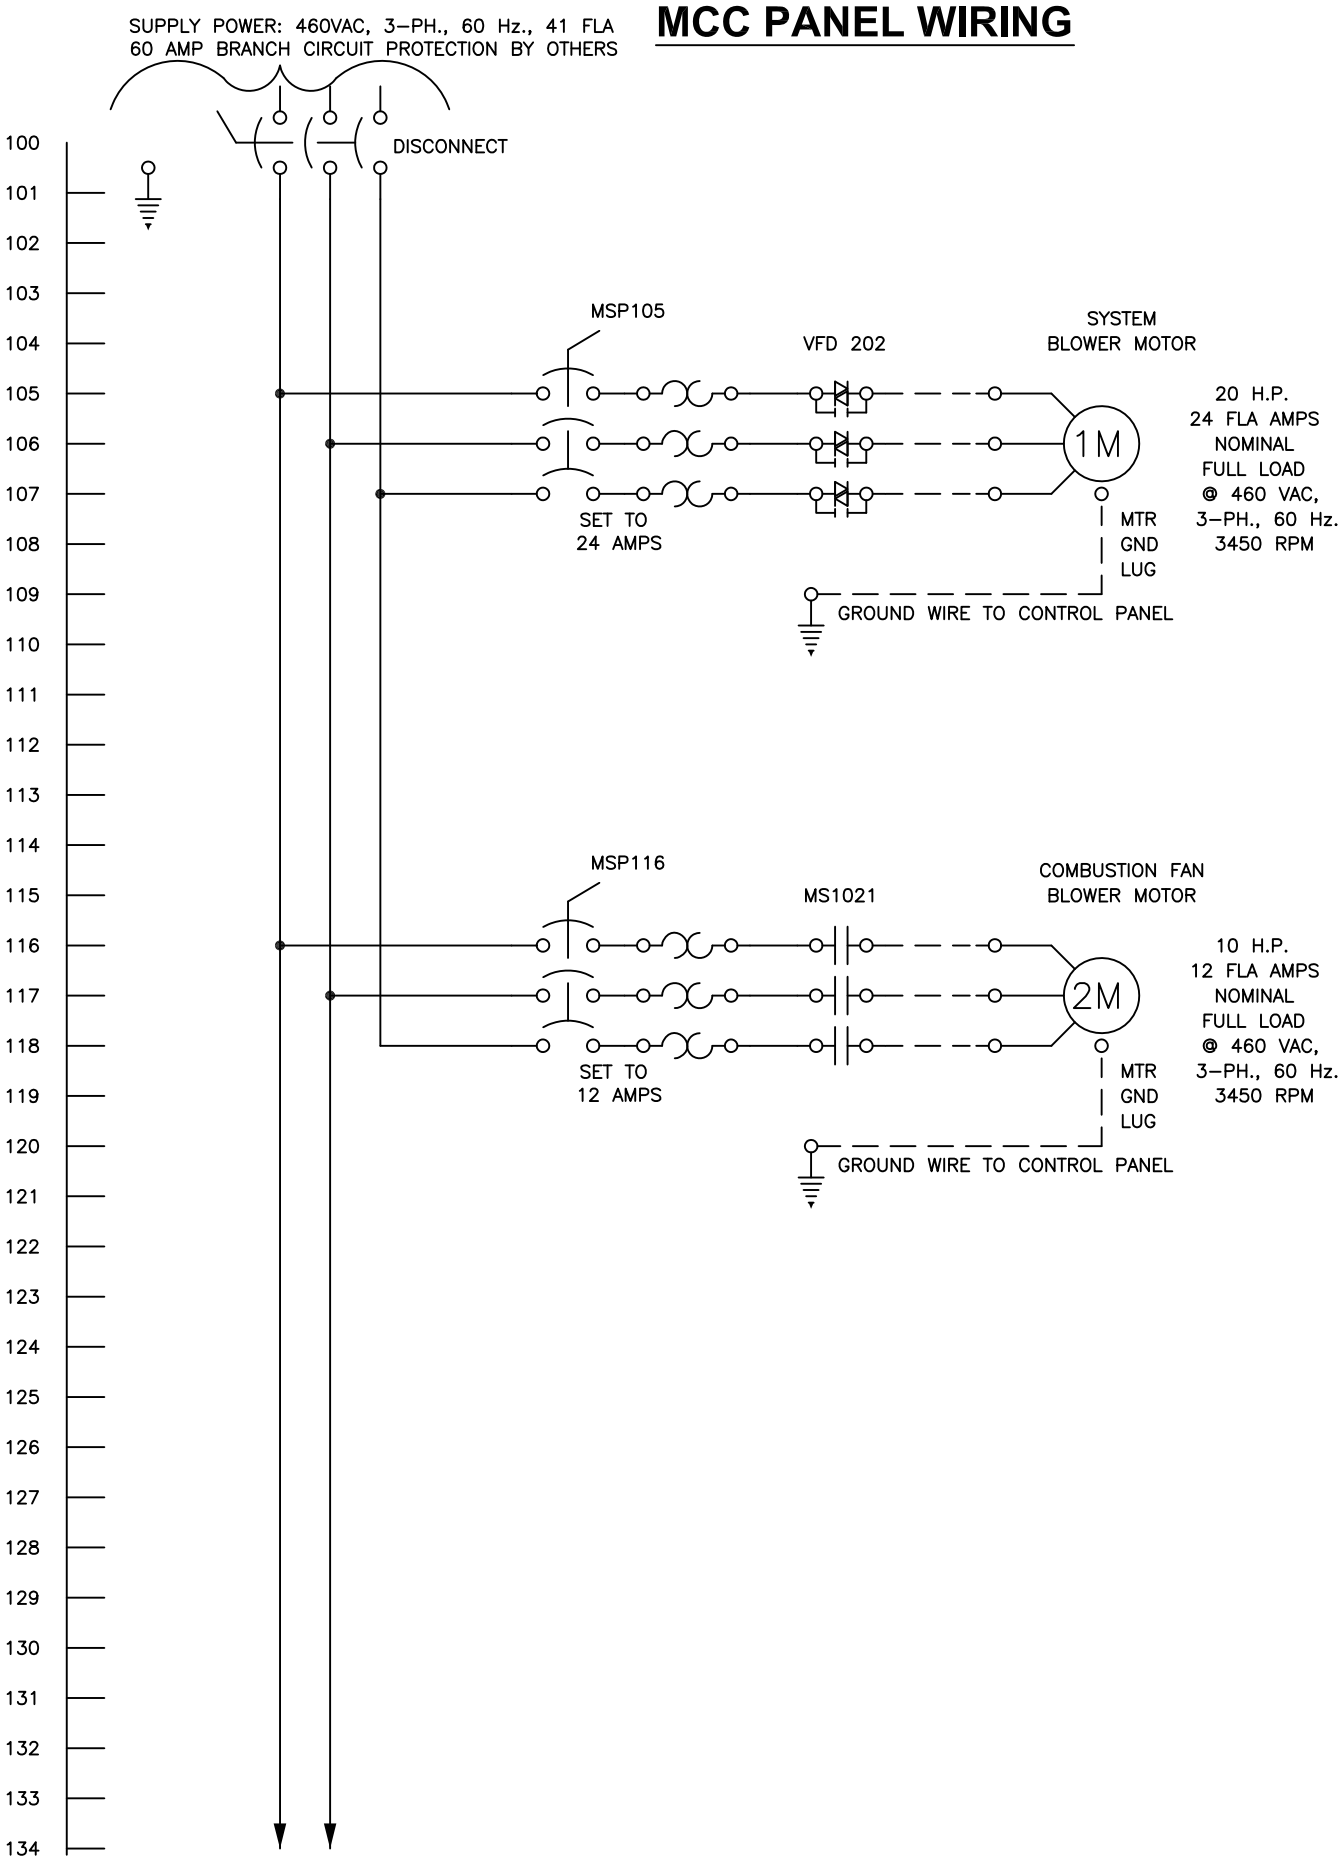 MCC PANEL WIRING
SUPPLY POWER: 460VAC, 3-PH., 60 Hz., 41 FLA
60 AMP BRANCH CIRCUIT PROTECTION BY OTHERS
DISCONNECT
100
101
102
103
104
105
106
107
108
109
110
111
112
113
114
115
116
117
118
119
120
121
122
123
124
125
126
127
128
129
130
131
132
133
134
MSP105
SET TO
24 AMPS
VFD 202
SYSTEM
BLOWER MOTOR
1M
20 H.P.
24 FLA AMPS
NOMINAL
FULL LOAD
@ 460 VAC,
3-PH., 60 Hz.
3450 RPM
MTR
GND
LUG
GROUND WIRE TO CONTROL PANEL
MSP116
SET TO
12 AMPS
MS1021
COMBUSTION FAN
BLOWER MOTOR
2M
10 H.P.
12 FLA AMPS
NOMINAL
FULL LOAD
@ 460 VAC,
3-PH., 60 Hz.
3450 RPM
MTR
GND
LUG
GROUND WIRE TO CONTROL PANEL